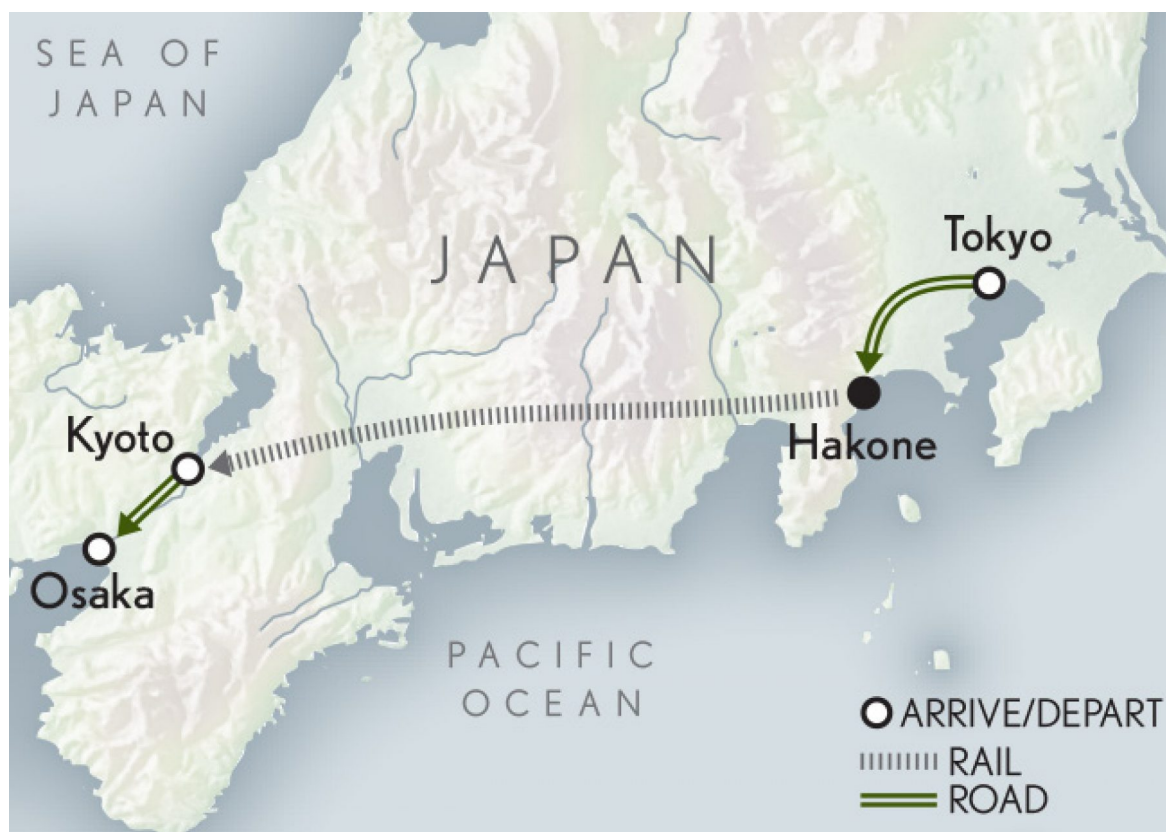 SEA OF
JAPAN
JAPAN
Tokyo
Hakone
Kyoto
Osaka
PACIFIC
OCEAN
ARRIVE/DEPART
RAIL
ROAD